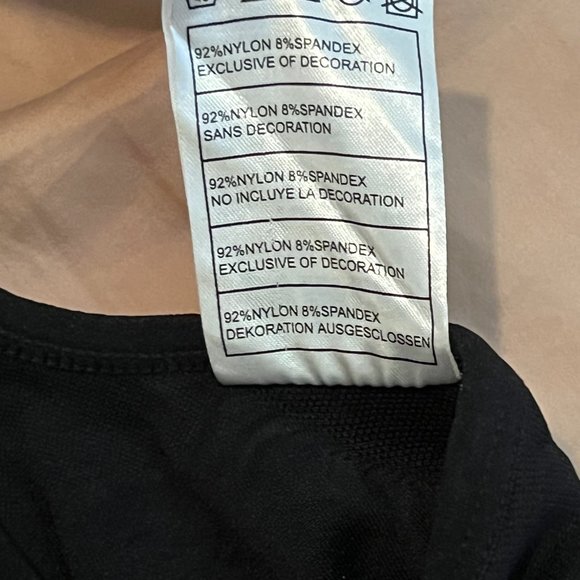 92%NYLON 8%SPANDEX
EXCLUSIVE OF DECORATION
92%NYLON 8%SPANDEX
SANS DECORATION
92%NYLON 8%SPANDEX
NO INCLUYE LA DECORATION
92%NYLON 8%SPANDEX
EXCLUSIVE OF DECORATION
92%NYLON 8%SPANDEX
DEKORATION AUSGESCLOSSEN